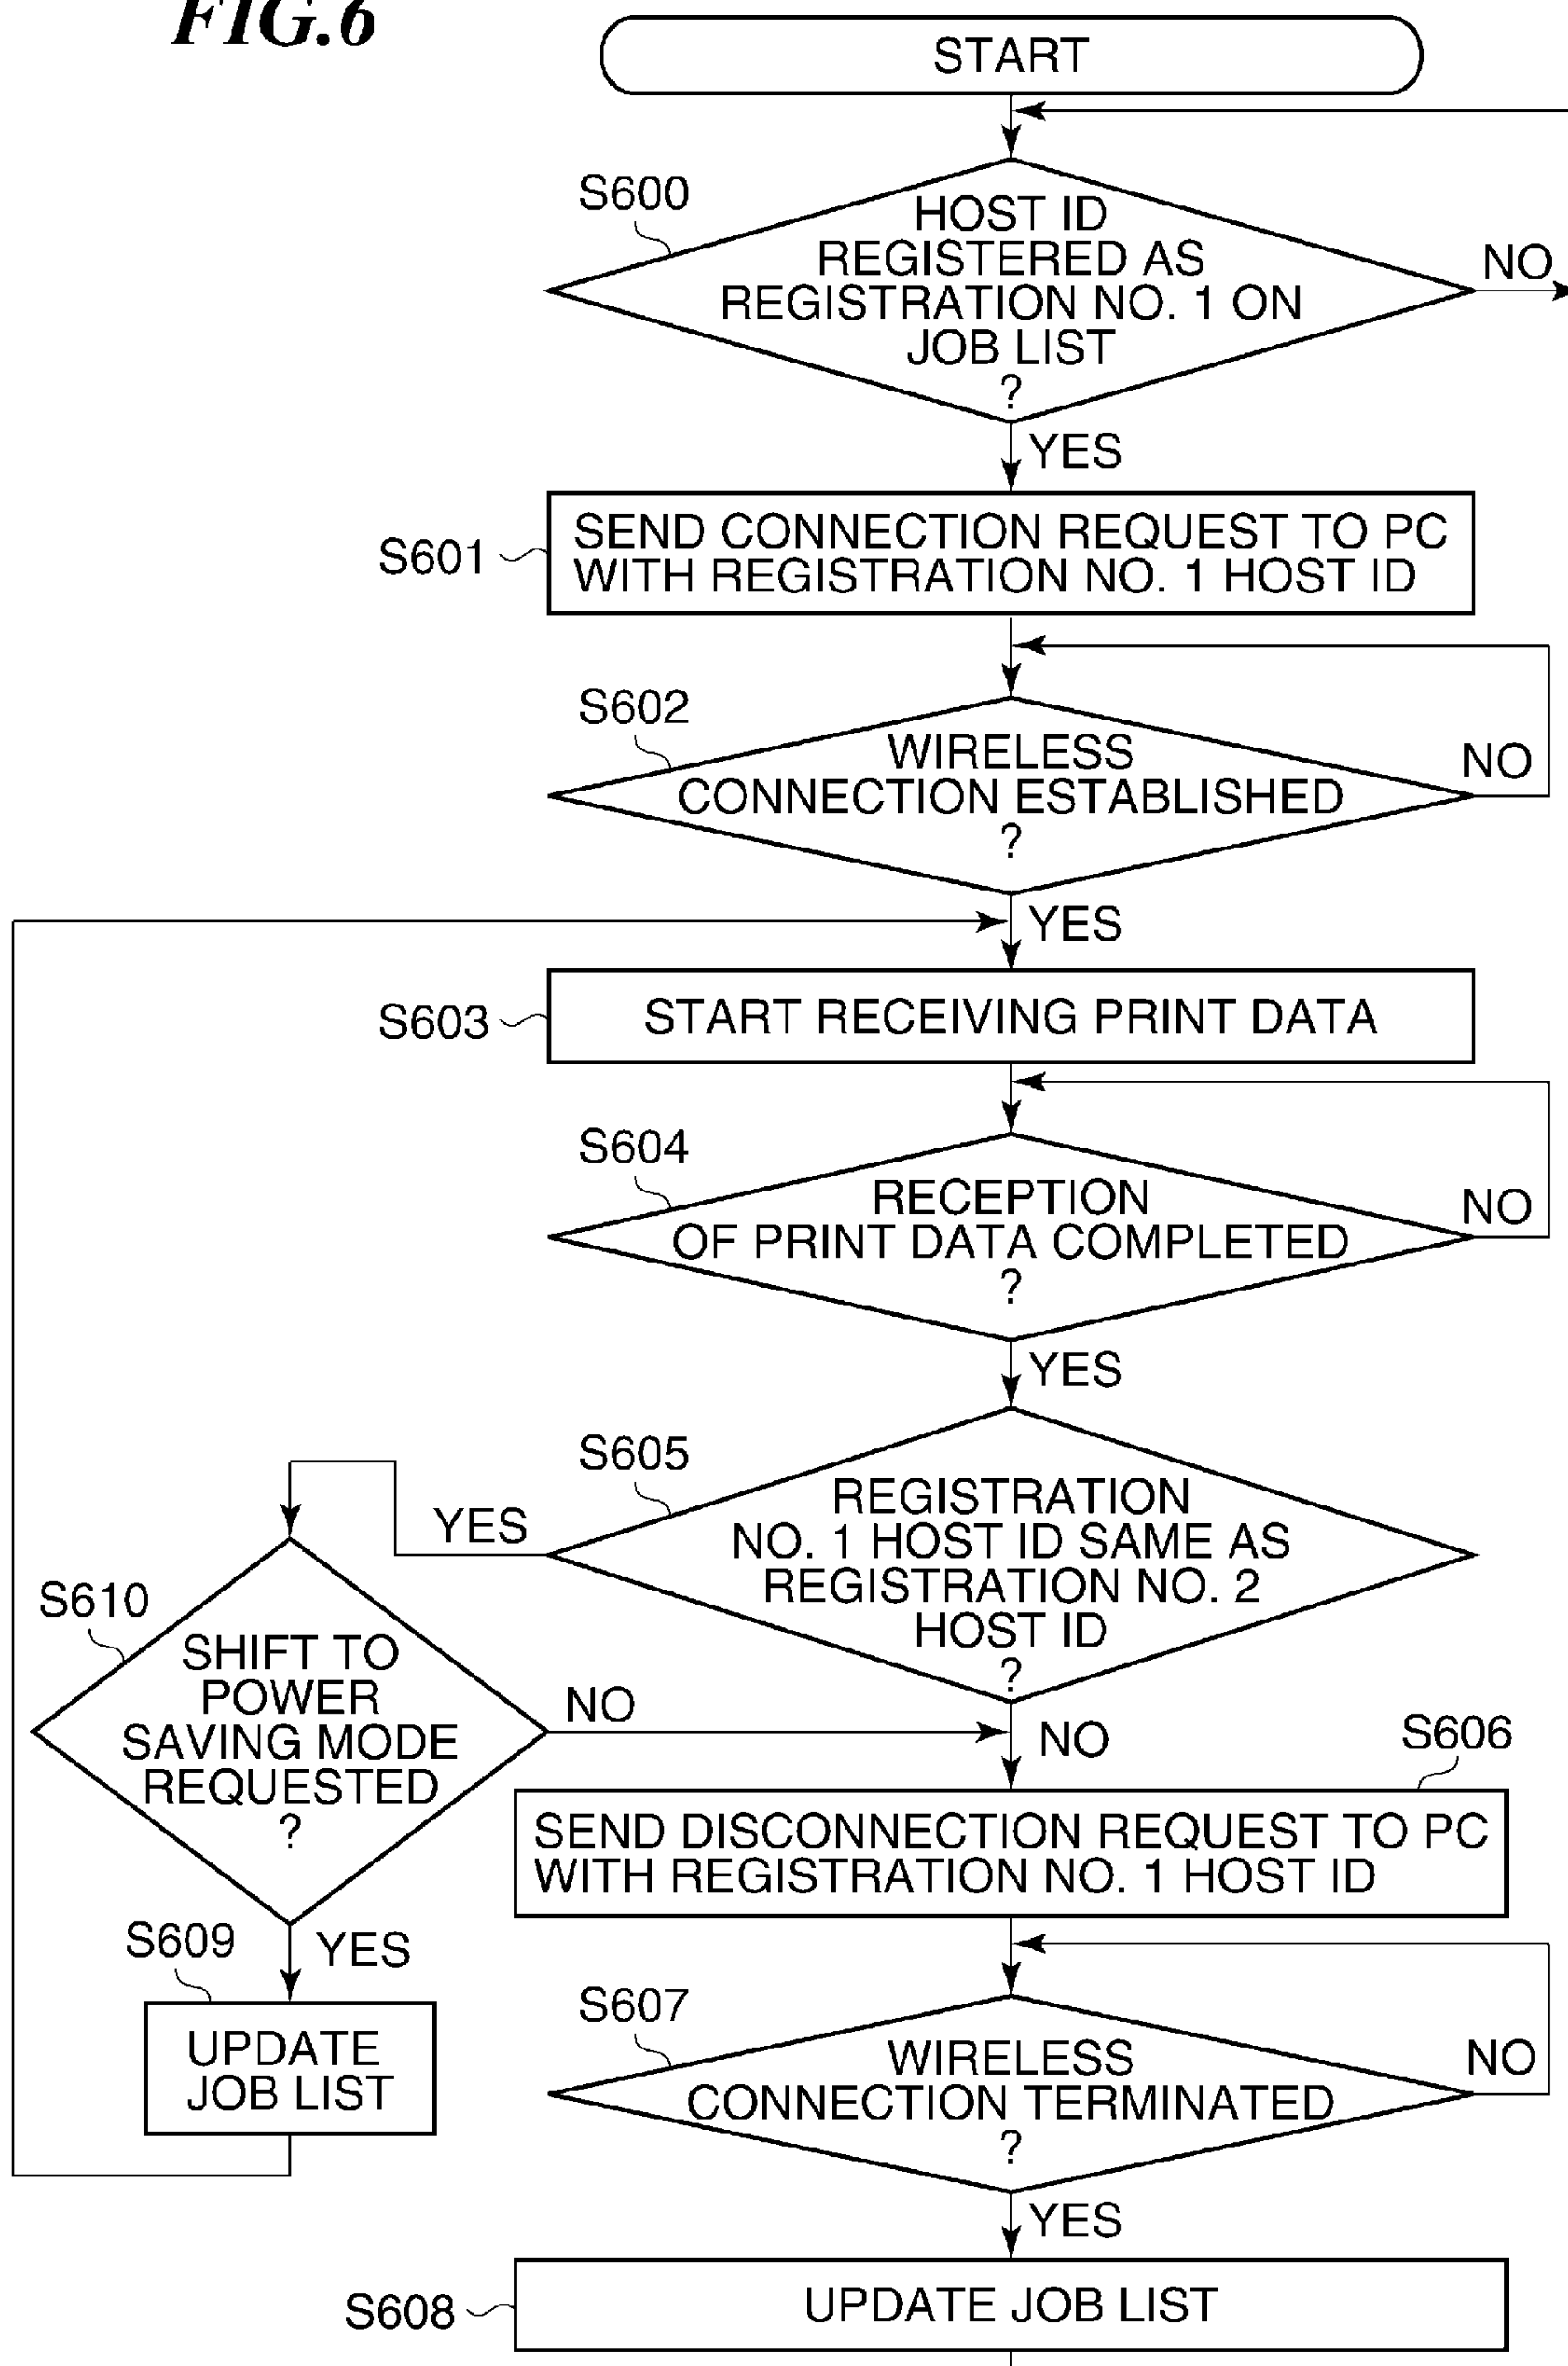 FIG.6
START
S600
HOST ID
REGISTERED AS
REGISTRATION NO. 1 ON
JOB LIST
?
NO
YES
S601
SEND CONNECTION REQUEST TO PC
WITH REGISTRATION NO. 1 HOST ID
S602
WIRELESS
CONNECTION ESTABLISHED
?
NO
YES
S603
START RECEIVING PRINT DATA
S604
RECEPTION
OF PRINT DATA COMPLETED
?
NO
YES
S605
REGISTRATION
NO. 1 HOST ID SAME AS
REGISTRATION NO. 2
HOST ID
?
YES
S610
SHIFT TO
POWER
SAVING MODE
REQUESTED
?
NO
NO
S606
SEND DISCONNECTION REQUEST TO PC
WITH REGISTRATION NO. 1 HOST ID
S609
YES
UPDATE
JOB LIST
S607
WIRELESS
CONNECTION TERMINATED
?
NO
YES
S608
UPDATE JOB LIST